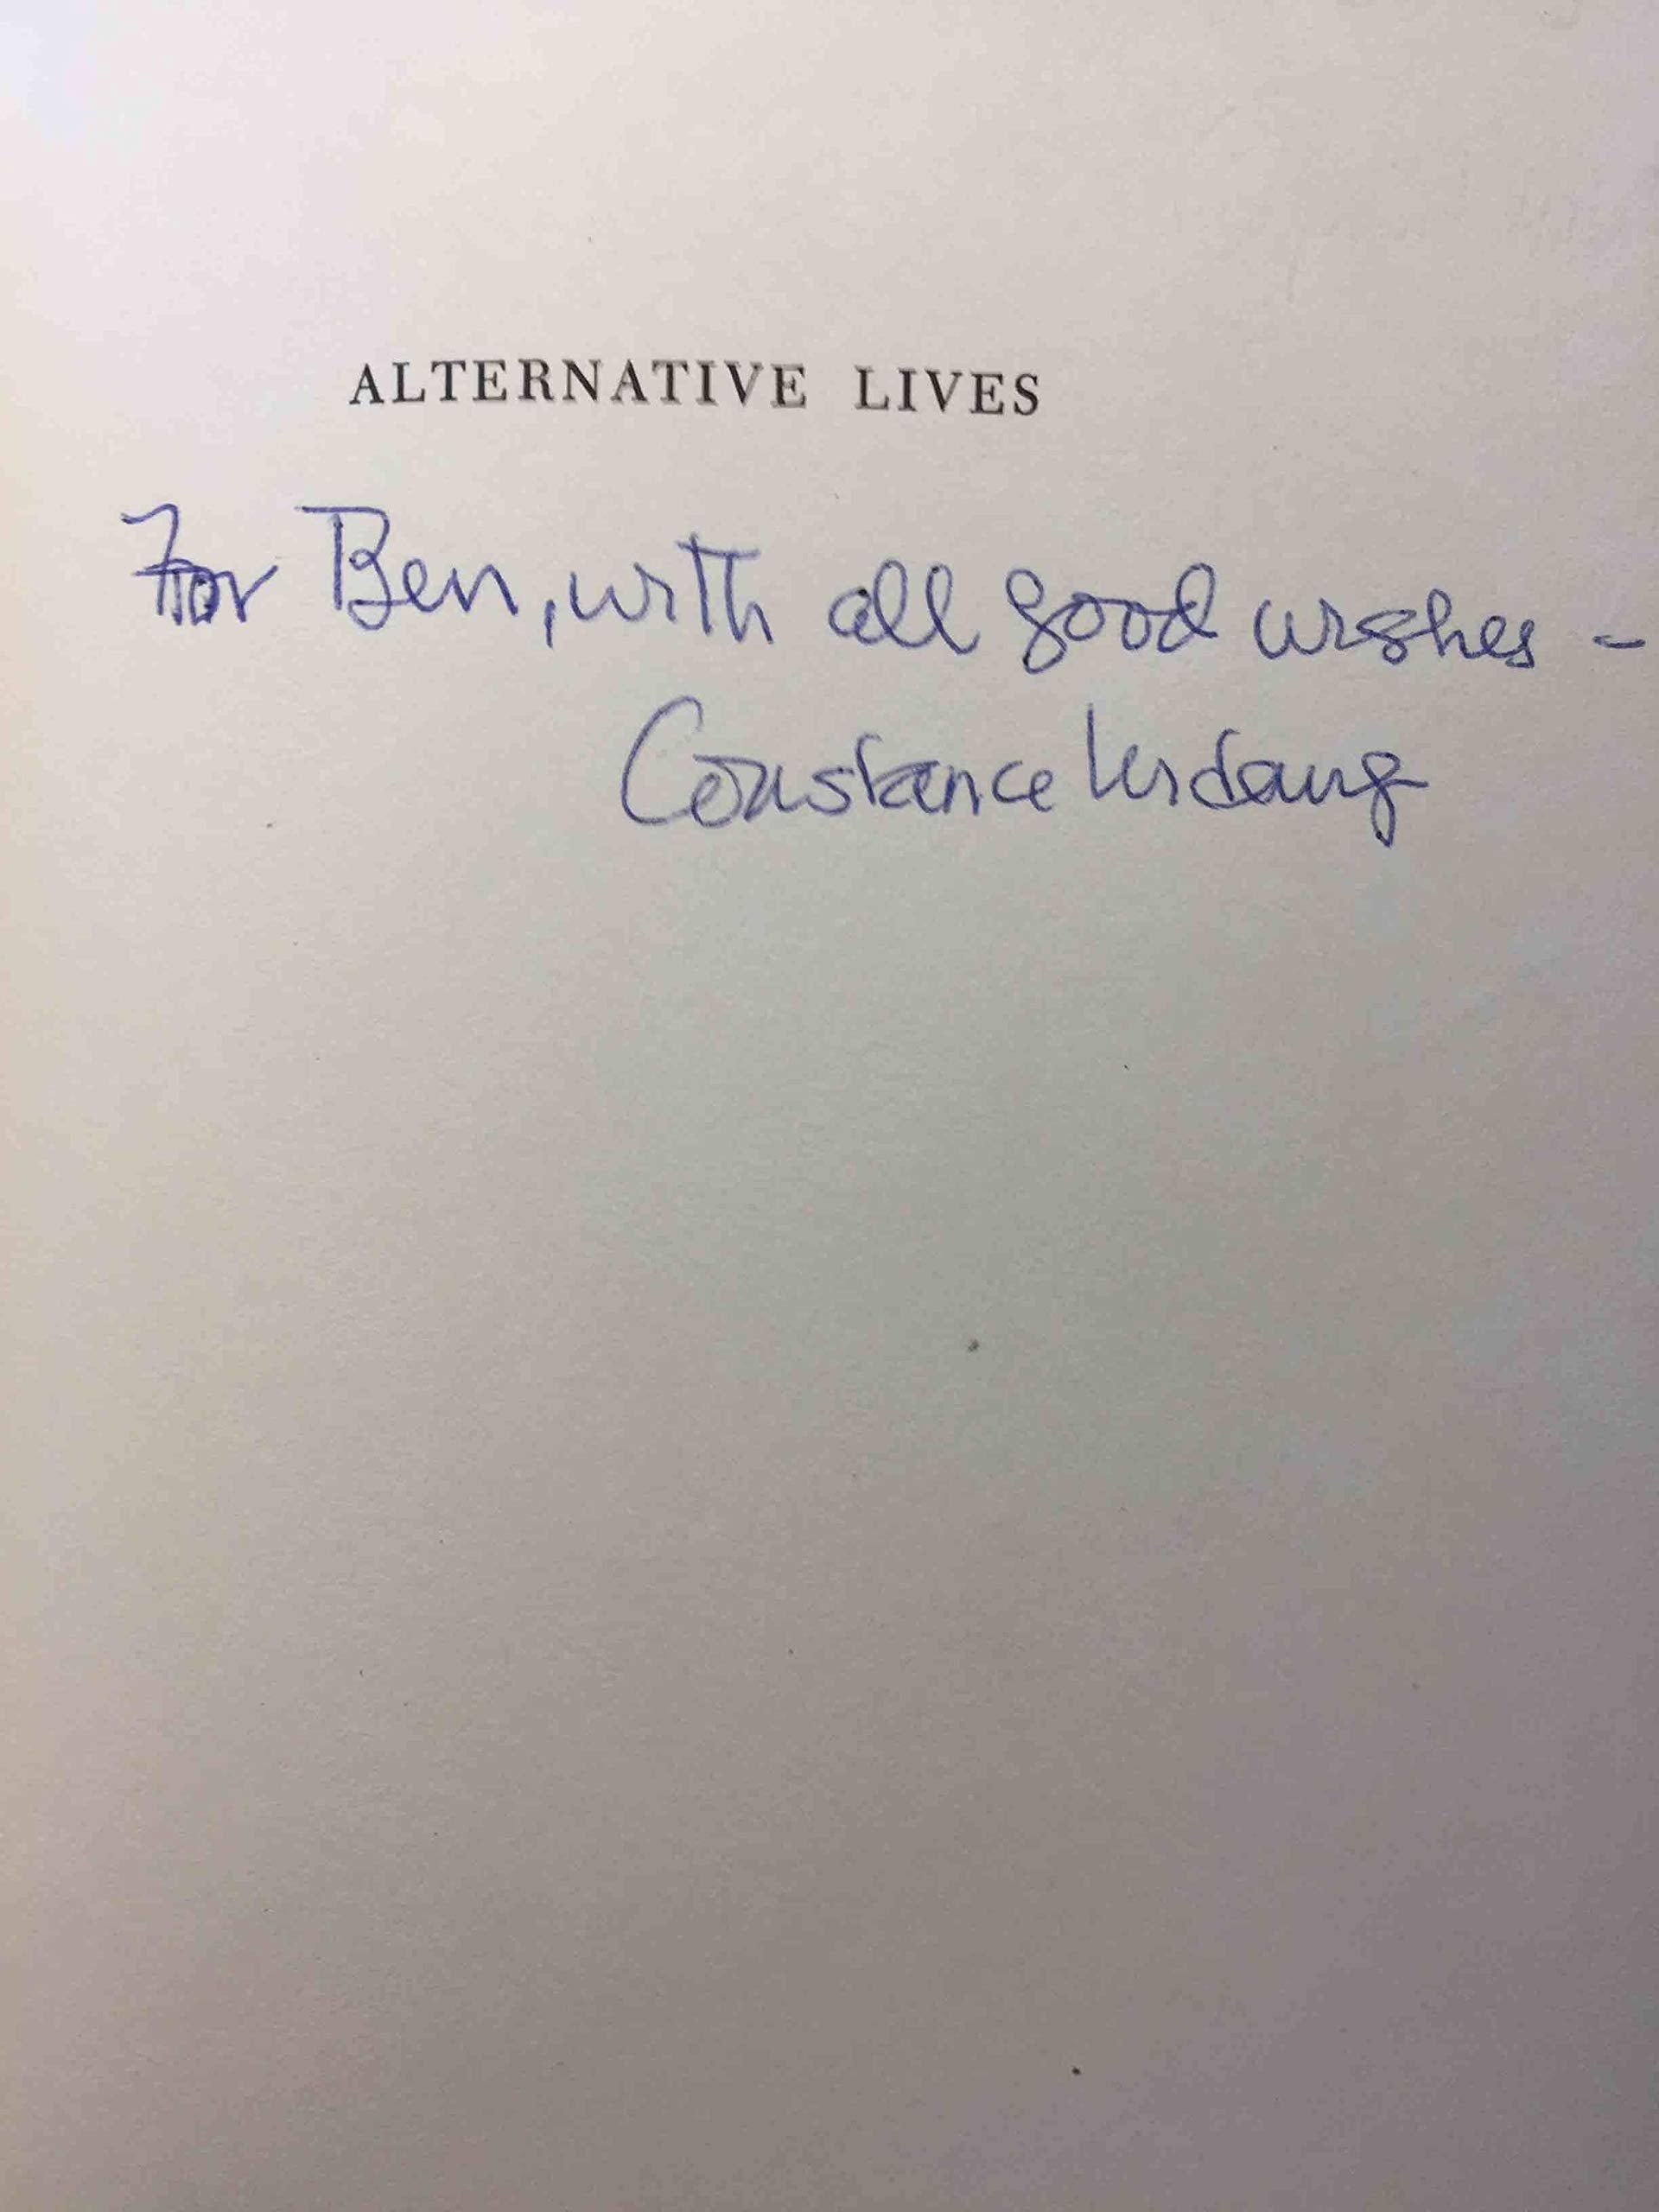 ALTERNATIVE LIVES
For Ben, with all good wishes -
Constance Urdang